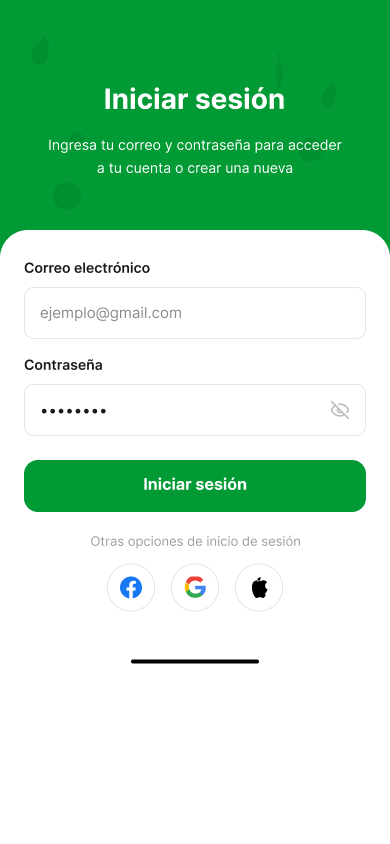 Iniciar sesión
Ingresa tu correo y contraseña para acceder
a tu cuenta o crear una nueva
Correo electrónico
ejemplo@gmail.com
Contraseña
••••••••
Iniciar sesión
Otras opciones de inicio de sesión